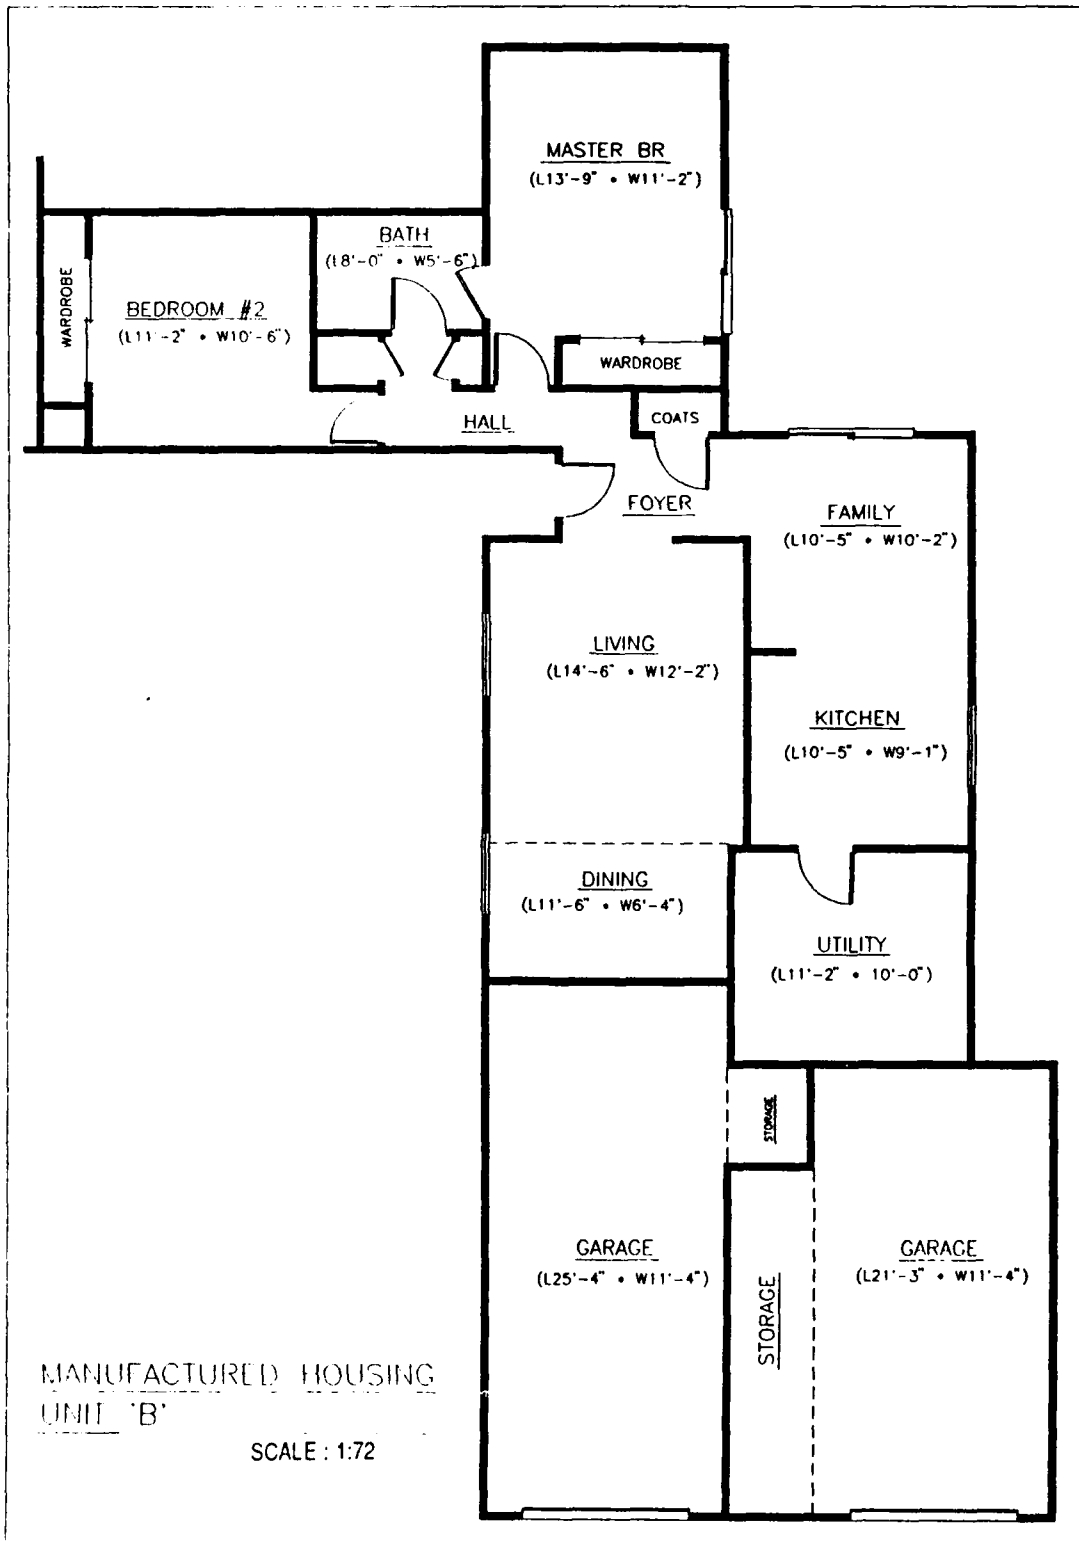 MASTER BR
(L13'-9" • W11'-2")
BATH
(L8'-0" • W5'-6")
WARDROBE
BEDROOM #2
(L11'-2" • W10'-6")
WARDROBE
COATS
HALL
FOYER
FAMILY
(L10'-5" • W10'-2")
LIVING
(L14'-6" • W12'-2")
KITCHEN
(L10'-5" • W9'-1")
DINING
(L11'-6" • W6'-4")
UTILITY
(L11'-2" • 10'-0")
STORAGE
GARAGE
(L25'-4" • W11'-4")
GARAGE
(L21'-3" • W11'-4")
STORAGE
MANUFACTURED HOUSING
UNIT 'B'
SCALE : 1:72